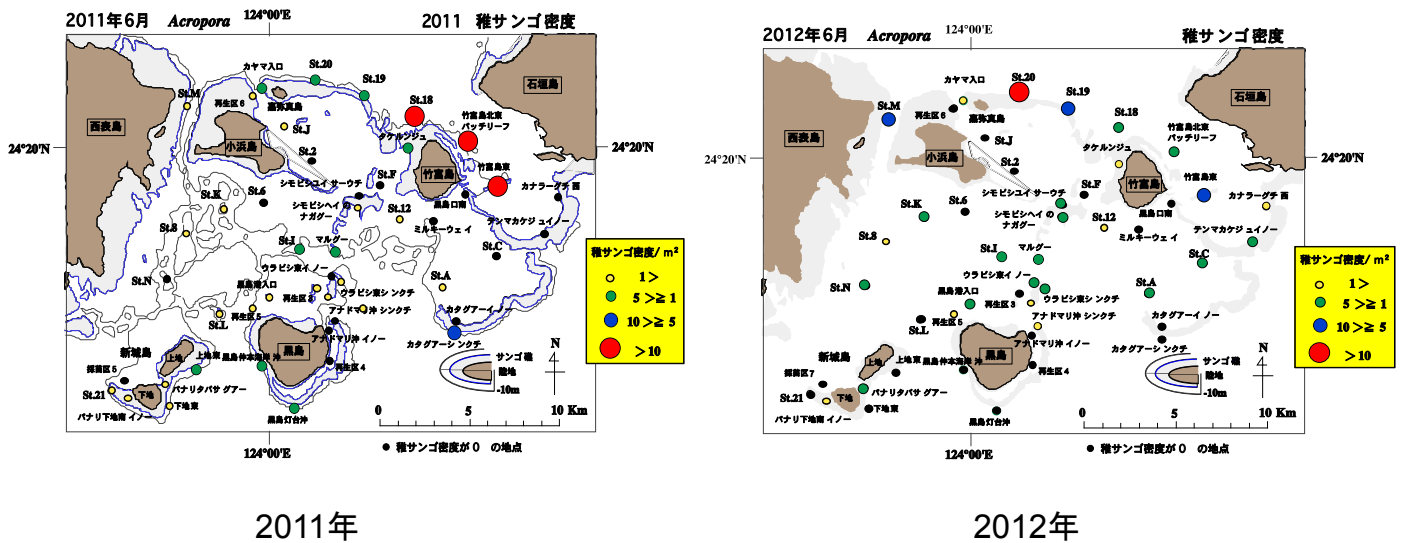 2011年6月 Acropora
124°00'E
2011 稚サンゴ密度
St.20
カヤマ入口
St.19
石垣島
St.M
再生区 6
嘉弥真島
St.18
竹富島北東
パッチリーフ
西表島
St.J
タケルンジュ
24°20'N
小浜島
St.2
竹富島東
St.F
竹富島
シモビシユイ サーウチ
カナラーグチ 西
St.K
St.6
シモビシヘイ の
ナガグー
黒島口南
St.12
テンマカケジ ュイノー
St.8
ミルキーウェ イ
St.I
マルグー
St.C
ウラビシ東イ ノー
St.N
黒島港入口
St.A
再生区 3
ウラビシ東シ ンクチ
アナドマリ沖 シンクチ
St.L
再生区 5
カタグアーイ ノー
アナドマリ沖 イノー
新城島
黒島
カタグアーシ ンクチ
上地
上地東
黒島仲本海岸 沖
再生区 4
採苗区 5
パナリタバサ グアー
St.21
下地
下地東
パナリ下地南 イノー
黒島灯台沖
稚サンゴ密度/ m²
1 >
5 >≧ 1
10 >≧ 5
> 10
サンゴ 礁
陸地
-10m
N
0 5 10 Km
124°00'E
稚サンゴ密度が 0 の地点
2011年
2012年6月 Acropora
124°00'E
稚サンゴ密度
カヤマ入口
St.20
St.19
石垣島
St.M
再生区 6
嘉弥真島
St.18
竹富島北東
パッチリーフ
西表島
St.J
タケルンジュ
24°20'N
24°20'N
小浜島
St.2
竹富島東
St.F
竹富島
シモビシユイ サーウチ
カナラーグチ 西
St.K
St.6
シモビシヘイ の
ナガグー
黒島口南
St.12
テンマカケジ ュイノー
St.8
ミルキーウェ イ
St.I
マルグー
St.C
ウラビシ東イ ノー
St.N
黒島港入口
St.A
再生区 3
ウラビシ東シ ンクチ
アナドマリ沖 シンクチ
St.L
再生区 5
カタグアーイ ノー
アナドマリ沖 イノー
新城島
黒島
カタグアーシ ンクチ
上地
上地東
黒島仲本海岸 沖
再生区 4
採苗区 7
パナリタバサ グアー
St.21
下地
下地東
パナリ下地南 イノー
黒島灯台沖
稚サンゴ密度/ m²
1 >
5 >≧ 1
10 >≧ 5
> 10
サンゴ 礁
陸地
-10m
N
0 5 10 Km
124°00'E
稚サンゴ密度が 0 の地点
2012年